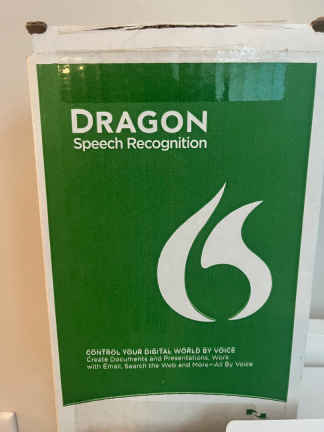 DRAGON
Speech Recognition
CONTROL YOUR DIGITAL WORLD BY VOICE
Create Documents and Presentations, Work
with Email, Search the Web and More—All By Voice